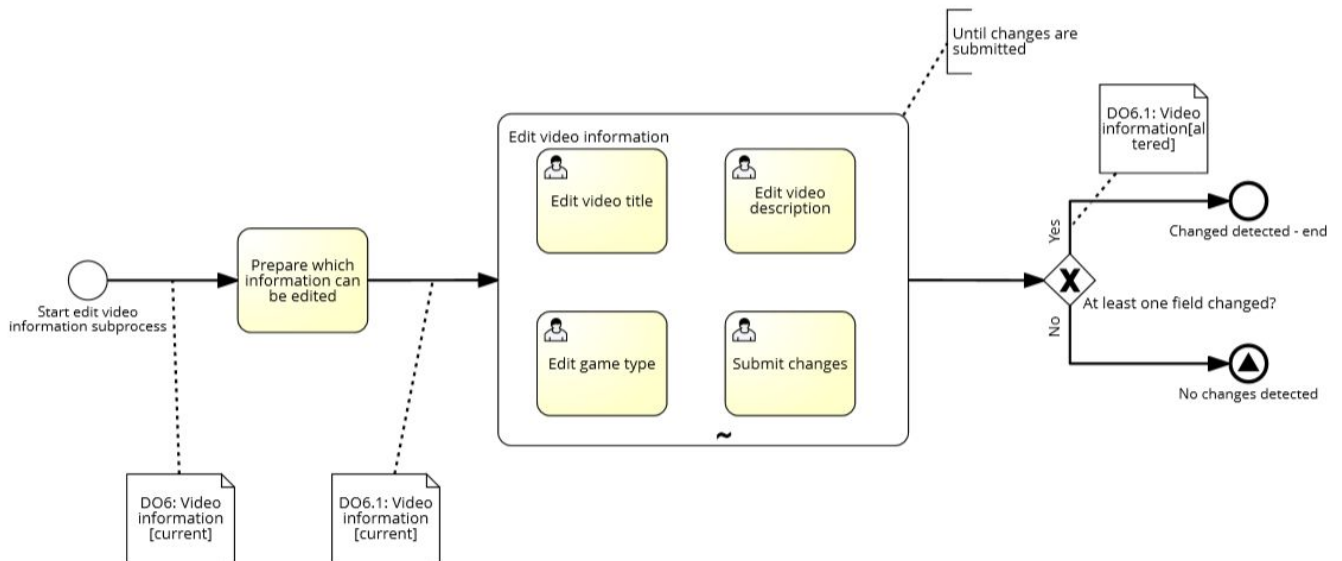 Until changes are
submitted
DO6.1: Video
information[al
tered]
Edit video information
Edit video title
Edit video
description
Yes
Changed detected - end
Prepare which
information can
be edited
Start edit video
information subprocess
At least one field changed?
No
Edit game type
Submit changes
No changes detected
~
DO6: Video
information
[current]
DO6.1: Video
information
[current]